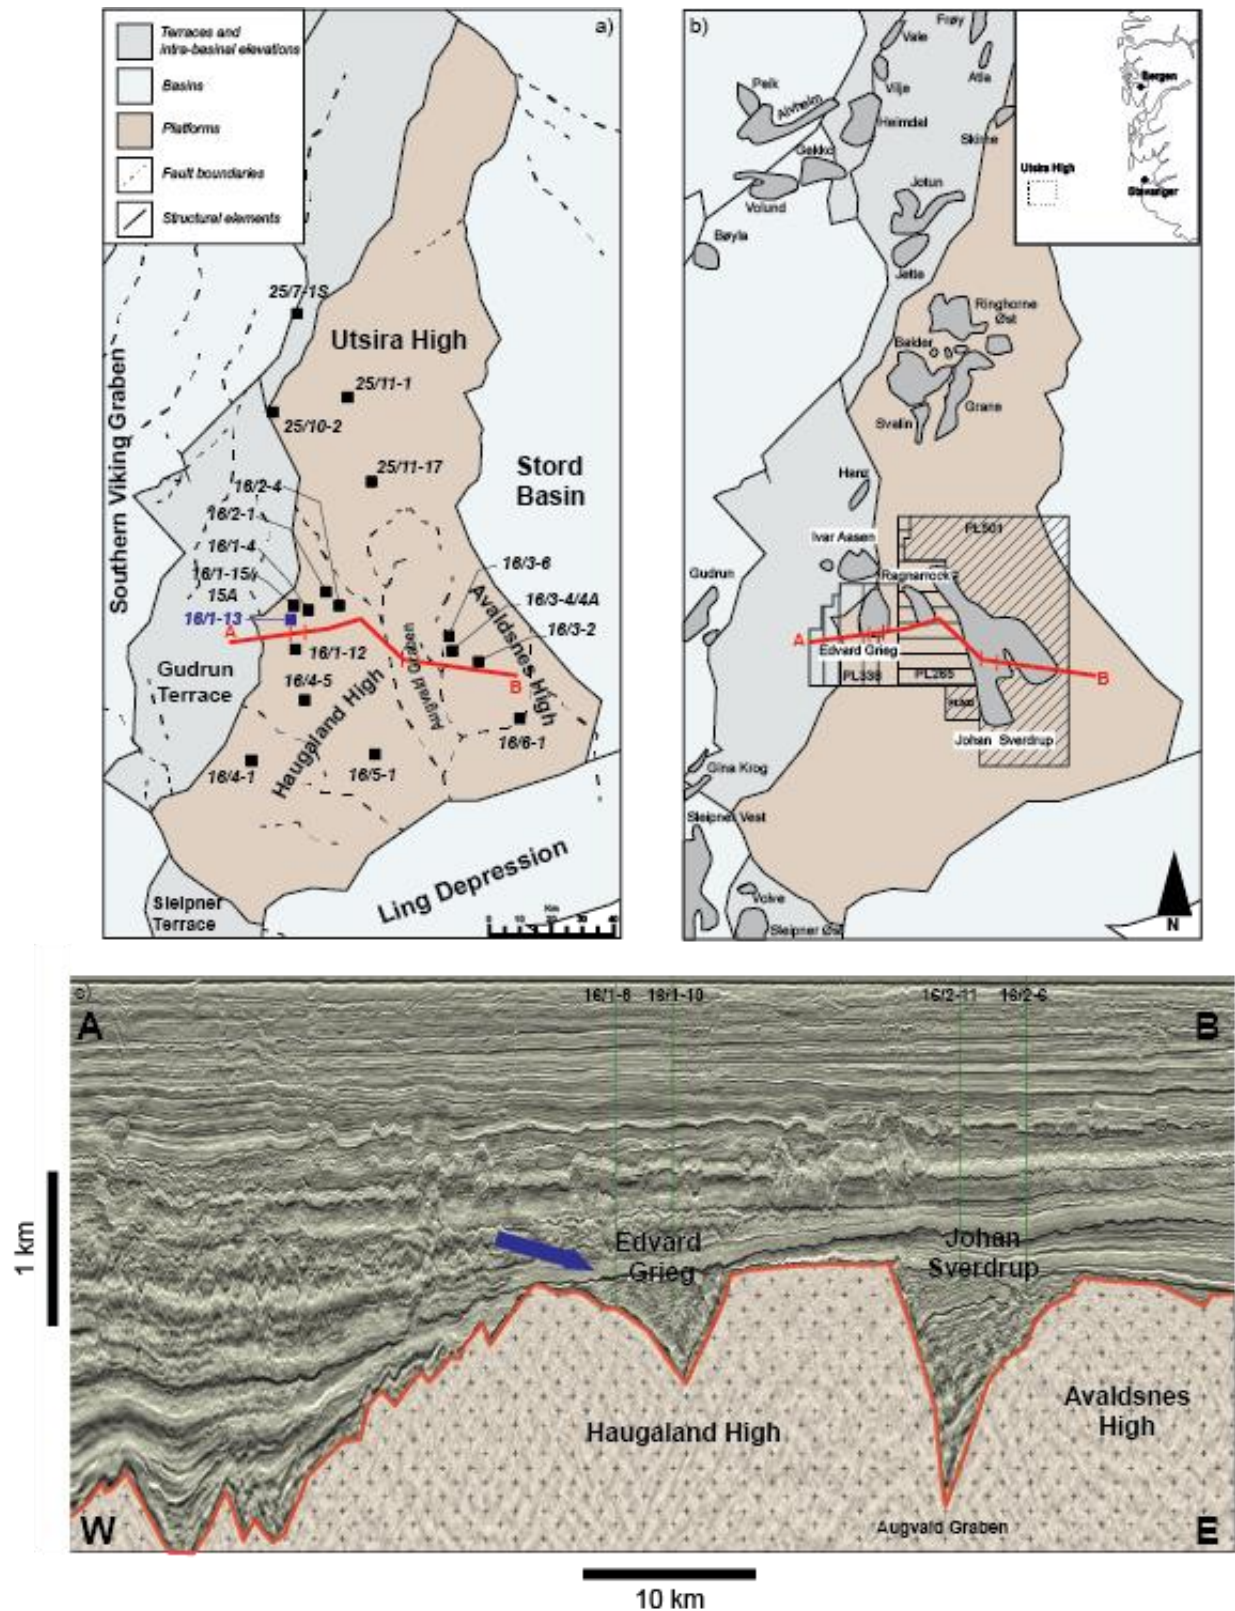 Terraces and
intra-basinal elevations
Basins
Platforms
Fault boundaries
Structural elements
a)
25/7-1S
Utsira High
25/11-1
25/10-2
25/11-17
Southern Viking Graben
Stord
Basin
16/2-4
16/2-1
16/1-4
16/1-15/
15A
16/1-13
A
16/3-6
16/3-4/4A
16/3-2
Avaldsnes High
Augvald Graben
B
Gudrun
Terrace
16/1-12
16/4-5
Haugaland High
16/6-1
16/4-1
16/5-1
Ling Depression
Sleipner
Terrace
Km
0 10 20 30 40
b)
Frøy
Vale
Atla
Peik
Alvheim
Vilje
Heimdal
Skirne
Gekko
Volund
Jotun
Bøyla
Jette
Bergen
Utsira High
Stavanger
Ringhorne
Øst
Balder
Grane
Svalin
Hanz
PL501
Ivar Aasen
Ragnarrock
Gudrun
A
Edvard Grieg
PL338
PL265
B
Johan Sverdrup
Gina Krog
Sleipner Vest
Volve
Sleipner Øst
N
c)
16/1-8 16/1-10 16/2-11 16/2-6
A
B
1 km
Edvard
Grieg
Johan
Sverdrup
Haugaland High
Avaldsnes
High
W
Augvald Graben
E
10 km